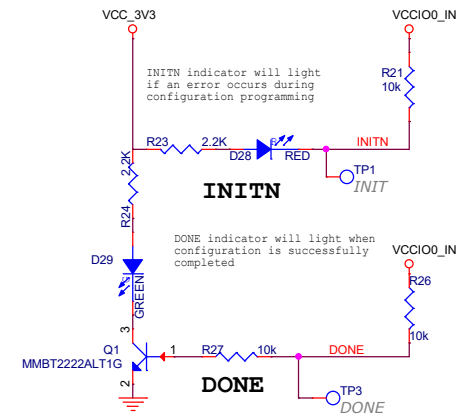 VCC_3V3
VCCIO0_IN
INITN indicator will light
if an error occurs during
configuration programming
R21
10k
R23
2.2K
INITN
D28
RED
TP1
INIT
2.2K
R24
INITN
DONE indicator will light when
configuration is successfully
completed
VCCIO0_IN
D29
GREEN
R26
10k
Q1
MMBT2222ALT1G
3
1
2
R27
10k
DONE
DONE
TP3
DONE